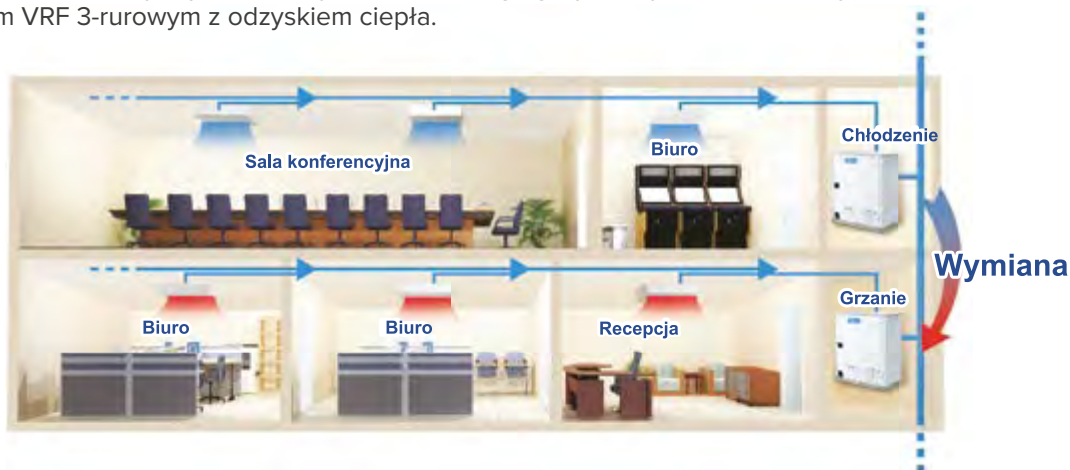 m VRF 3-rurowym z odzyskiem ciepła.
Chłodzenie
Biuro
Sala konferencyjna
Wymiana
Grzanie
Biuro
Biuro
Recepcja